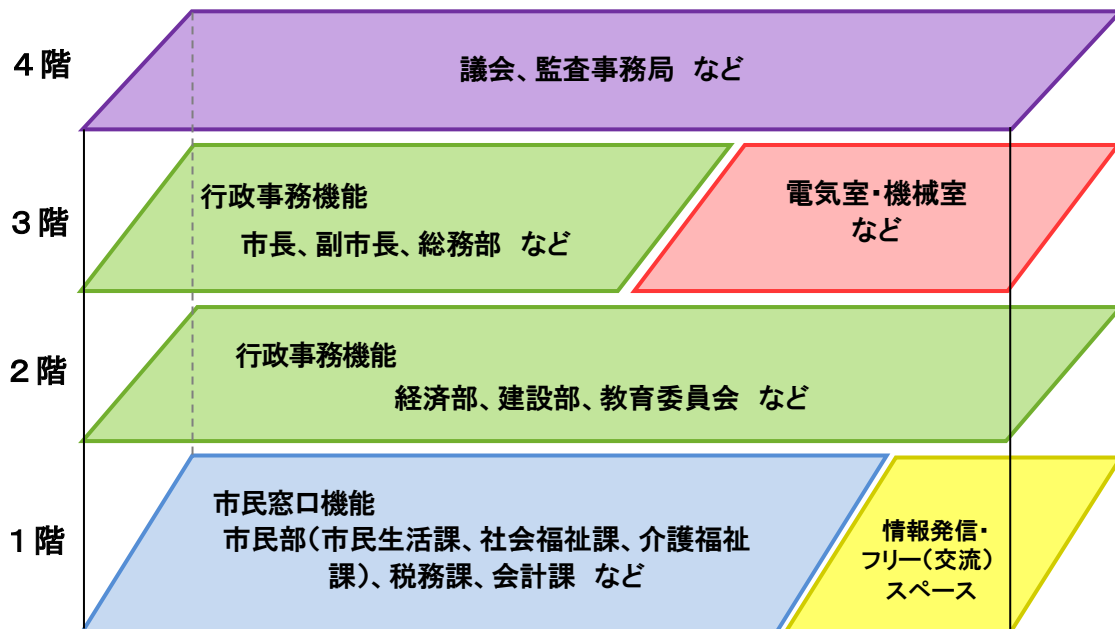 ４階
議会、監査事務局　など
３階
行政事務機能
市長、副市長、総務部　など
電気室・機械室
など
２階
行政事務機能
経済部、建設部、教育委員会　など
１階
市民窓口機能
市民部（市民生活課、社会福祉課、介護福祉
課）、税務課、会計課　など
情報発信・
フリー（交流）
スペース